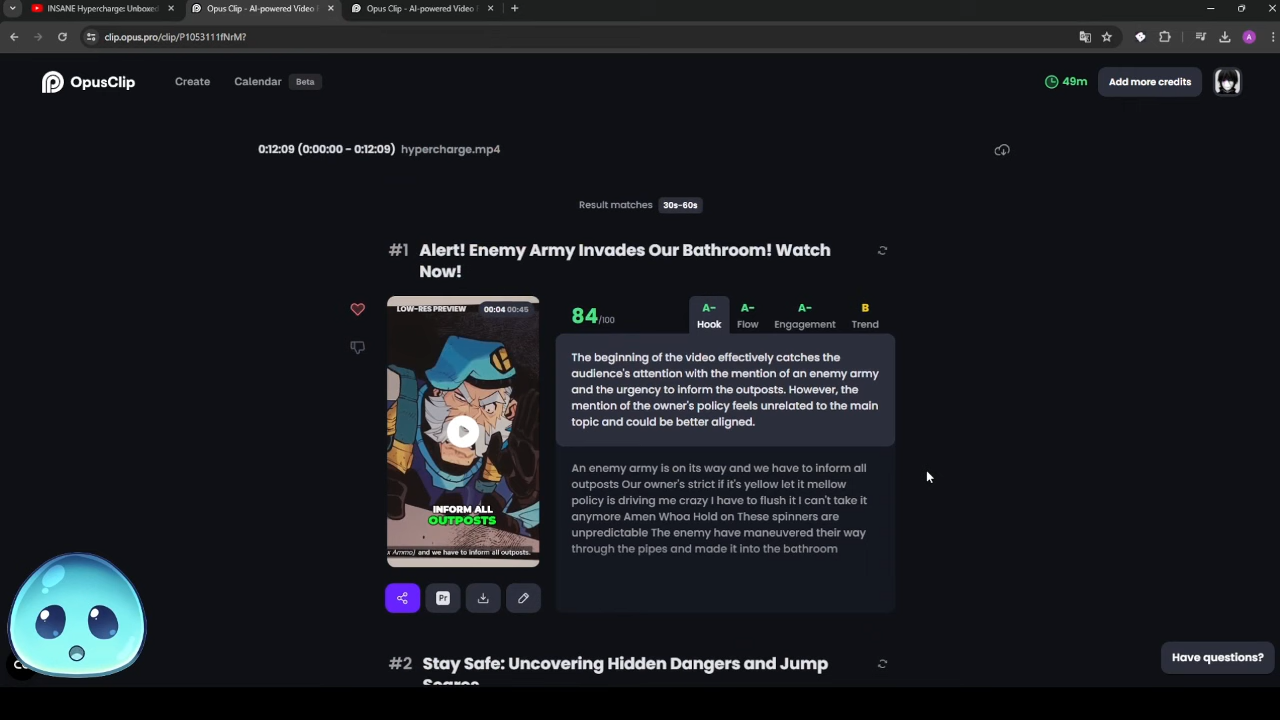 INSANE Hypercharge: Unboxed
Opus Clip - AI-powered Video E
Opus Clip - AI-powered Video E
clip.opus.pro/clip/P1053111fNrM?
A
OpusClip
Create
Calendar
Beta
49m
Add more credits
0:12:09 (0:00:00 - 0:12:09) hypercharge.mp4
Result matches 30s-60s
#1 Alert! Enemy Army Invades Our Bathroom! Watch
Now!
LOW-RES PREVIEW
00:04 00:45
84/100
A-
Hook
A-
Flow
A-
Engagement
B
Trend
The beginning of the video effectively catches the
audience's attention with the mention of an enemy army
and the urgency to inform the outposts. However, the
mention of the owner's policy feels unrelated to the main
topic and could be better aligned.
An enemy army is on its way and we have to inform all
outposts Our owner's strict if it's yellow let it mellow
policy is driving me crazy I have to flush it I can't take it
anymore Amen Whoa Hold on These spinners are
unpredictable The enemy have maneuvered their way
through the pipes and made it into the bathroom
INFORM ALL
OUTPOSTS
x Ammo] and we have to inform all outposts.
Pr
#2 Stay Safe: Uncovering Hidden Dangers and Jump
Scares
Have questions?